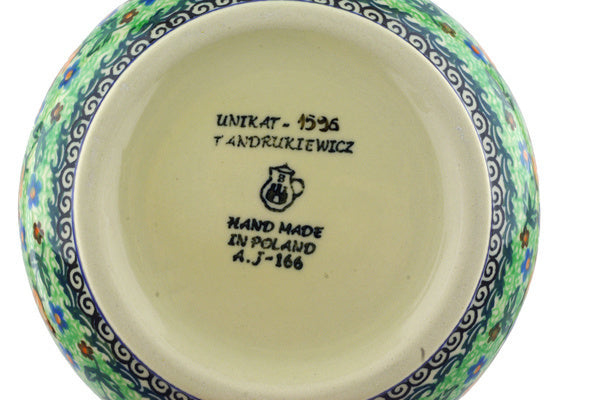 UNIKAT - 1596
T ANDRUKIEWICZ
B
HAND MADE
IN POLAND
A.J-166